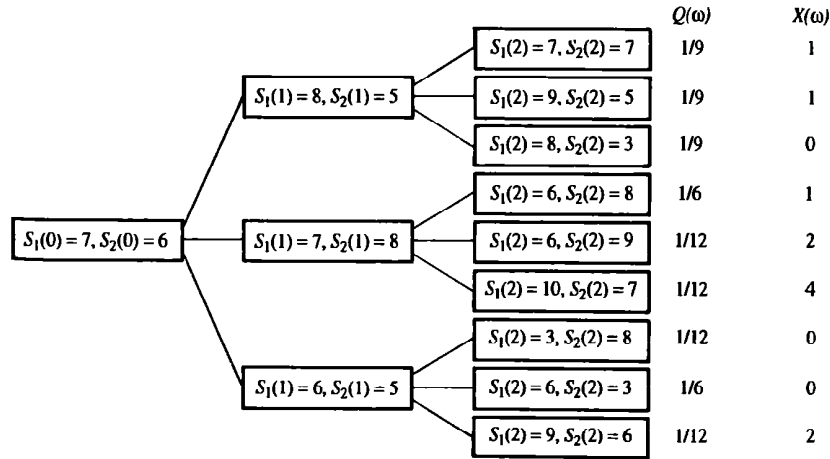 Q(ω) X(ω)
S₁(2) = 7, S₂(2) = 7 1/9 1
S₁(1) = 8, S₂(1) = 5 S₁(2) = 9, S₂(2) = 5 1/9 1
S₁(2) = 8, S₂(2) = 3 1/9 0
S₁(2) = 6, S₂(2) = 8 1/6 1
S₁(0) = 7, S₂(0) = 6 S₁(1) = 7, S₂(1) = 8 S₁(2) = 6, S₂(2) = 9 1/12 2
S₁(2) = 10, S₂(2) = 7 1/12 4
S₁(2) = 3, S₂(2) = 8 1/12 0
S₁(1) = 6, S₂(1) = 5 S₁(2) = 6, S₂(2) = 3 1/6 0
S₁(2) = 9, S₂(2) = 6 1/12 2